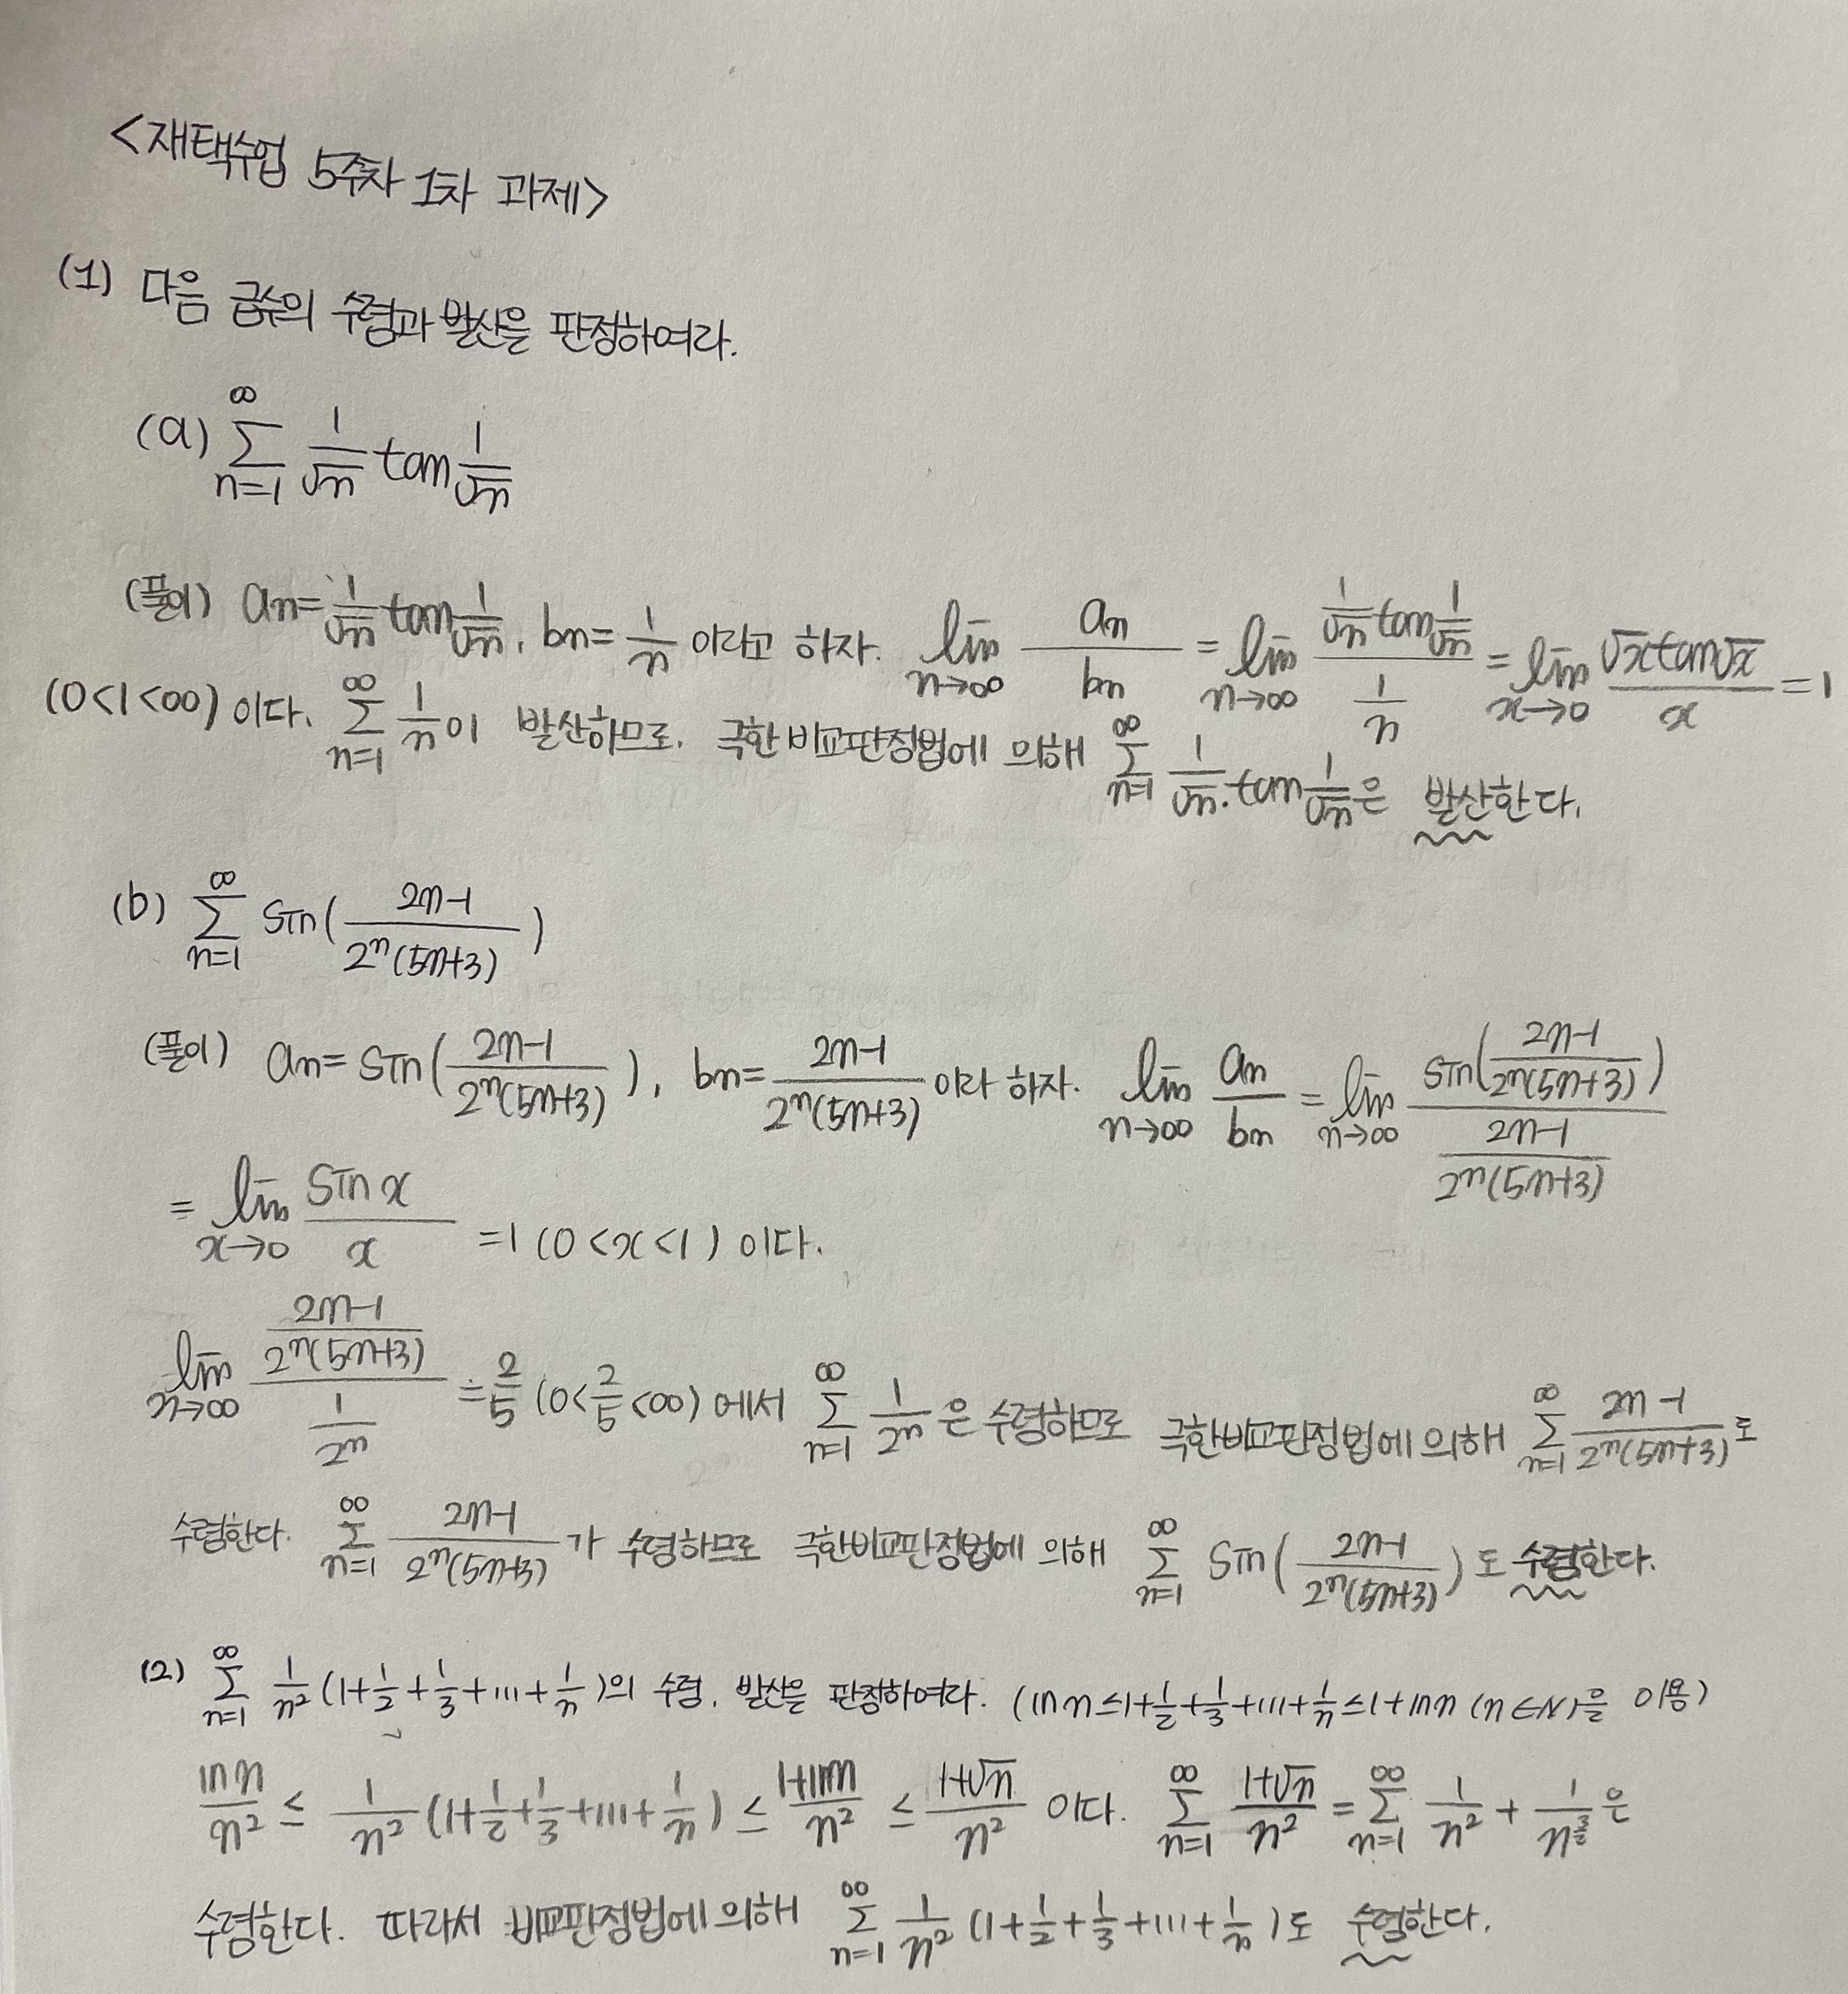 <재택수업 5주차 1차 과제>
(1) 다음 급수의 수렴과 발산을 판정하여라.
(a) $\sum_{n=1}^{\infty} \frac{1}{\sqrt{n}} \tan\frac{1}{\sqrt{n}}$
(풀이) $a_n = \frac{1}{\sqrt{n}} \tan\frac{1}{\sqrt{n}}$, $b_n = \frac{1}{n}$ 이라고 하자. $\lim_{n\to\infty} \frac{a_n}{b_n} = \lim_{n\to\infty} \frac{\frac{1}{\sqrt{n}} \tan\frac{1}{\sqrt{n}}}{\frac{1}{n}} = \lim_{x\to 0} \frac{\sqrt{x}\tan\sqrt{x}}{x} = 1$
(0<1<∞) 이다. $\sum_{n=1}^{\infty} \frac{1}{n}$이 발산하므로, 극한비교판정법에 의해 $\sum_{n=1}^{\infty} \frac{1}{\sqrt{n}} \cdot \tan\frac{1}{\sqrt{n}}$은 발산한다.
(b) $\sum_{n=1}^{\infty} \sin(\frac{2n-1}{2^n(5n+3)})$
(풀이) $a_n = \sin(\frac{2n-1}{2^n(5n+3)})$, $b_n = \frac{2n-1}{2^n(5n+3)}$ 이라 하자. $\lim_{n\to\infty} \frac{a_n}{b_n} = \lim_{n\to\infty} \frac{\sin(\frac{2n-1}{2^n(5n+3)})}{\frac{2n-1}{2^n(5n+3)}}$
$= \lim_{x\to 0} \frac{\sin x}{x} = 1$ (0<x<1) 이다.
$\lim_{n\to\infty} \frac{\frac{2n-1}{2^n(5n+3)}}{\frac{1}{2^n}} = \frac{2}{5}$ $(0<\frac{2}{5}<\infty)$ 에서 $\sum_{n=1}^{\infty} \frac{1}{2^n}$은 수렴하므로 극한비교판정법에 의해 $\sum_{n=1}^{\infty} \frac{2n-1}{2^n(5n+3)}$도
수렴한다. $\sum_{n=1}^{\infty} \frac{2n-1}{2^n(5n+3)}$가 수렴하므로 극한비교판정법에 의해 $\sum_{n=1}^{\infty} \sin(\frac{2n-1}{2^n(5n+3)})$도 수렴한다.
(2) $\sum_{n=1}^{\infty} \frac{1}{n^2}(1+\frac{1}{2}+\frac{1}{3}+\cdots+\frac{1}{n})$의 수렴, 발산을 판정하여라. ($\ln n \le 1+\frac{1}{2}+\frac{1}{3}+\cdots+\frac{1}{n} \le 1+\ln n$ $(n \in N)$을 이용)
$\frac{\ln n}{n^2} \le \frac{1}{n^2}(1+\frac{1}{2}+\frac{1}{3}+\cdots+\frac{1}{n}) \le \frac{1+\ln n}{n^2} \le \frac{1+\sqrt{n}}{n^2}$ 이다. $\sum_{n=1}^{\infty} \frac{1+\sqrt{n}}{n^2} = \sum_{n=1}^{\infty} \frac{1}{n^2} + \frac{1}{n^{\frac{3}{2}}}$은
수렴한다. 따라서 비교판정법에 의해 $\sum_{n=1}^{\infty} \frac{1}{n^2}(1+\frac{1}{2}+\frac{1}{3}+\cdots+\frac{1}{n})$도 수렴한다.